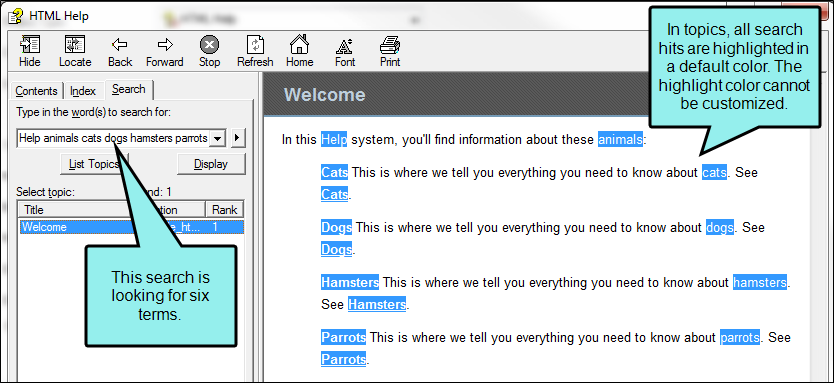 HTML Help
Hide Locate Back Forward Stop Refresh Home Font Print
Contents Index Search
Type in the word(s) to search for:
Help animals cats dogs hamsters parrots
List Topics Display
Select topic: nd: 1
Title tion Rank
Welcome e_ht... 1
This search is
looking for six
terms.
Welcome
In this Help system, you'll find information about these animals:
Cats This is where we tell you everything you need to know about cats. See
Cats.
Dogs This is where we tell you everything you need to know about dogs. See
Dogs.
Hamsters This is where we tell you everything you need to know about hamsters.
See Hamsters.
Parrots This is where we tell you everything you need to know about parrots. See
Parrots.
In topics, all search
hits are highlighted in
a default color. The
highlight color cannot
be customized.